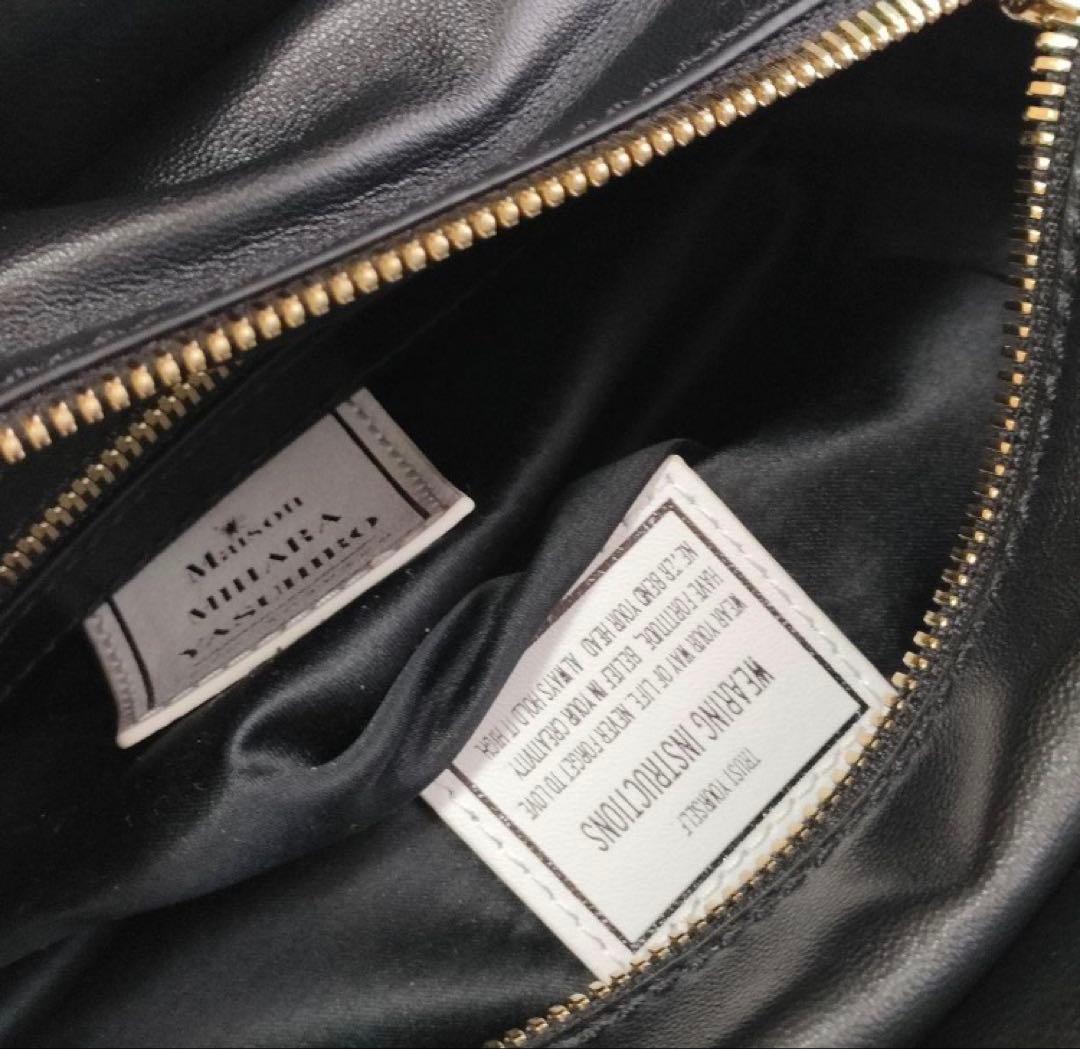 Maison
MIHARA
YASUHIRO
TRUST YOURSELF
WEARING INSTRUCTIONS
WEAR YOUR WAY OF LIFE. NEVER FORGET TO LOVE
HAVE FORTITUDE. BELIEF IN YOUR CREATIVITY
BEND YOUR HEAD. ALWAYS HOLD IT HIGH.